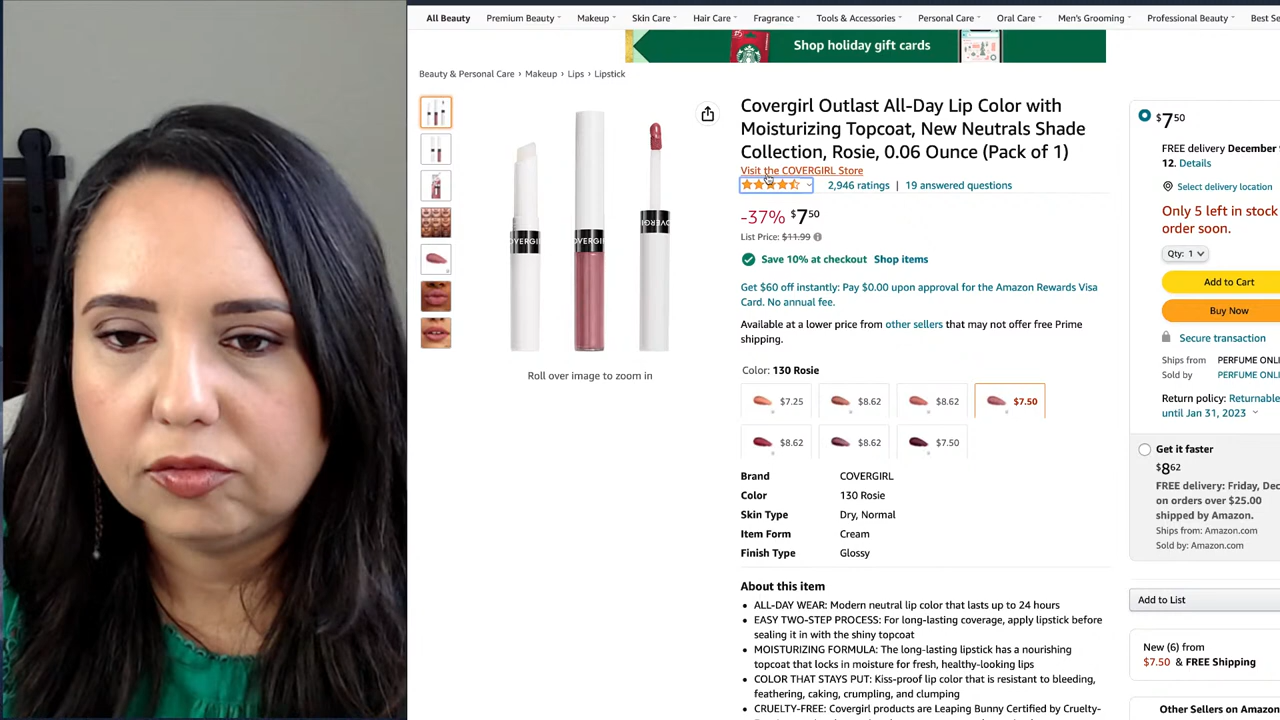 All Beauty
Premium Beauty
Makeup
Skin Care
Hair Care
Fragrance
Tools & Accessories
Personal Care
Oral Care
Men's Grooming
Professional Beauty
Best
Shop holiday gift cards
Beauty & Personal Care › Makeup › Lips › Lipstick
COVERGIRL
Roll over image to zoom in
Covergirl Outlast All-Day Lip Color with
Moisturizing Topcoat, New Neutrals Shade
Collection, Rosie, 0.06 Ounce (Pack of 1)
Visit the COVERGIRL Store
2,946 ratings | 19 answered questions
-37% $7 50
List Price: $11.99
Save 10% at checkout Shop items
Get $60 off instantly: Pay $0.00 upon approval for the Amazon Rewards Visa
Card. No annual fee.
Available at a lower price from other sellers that may not offer free Prime
shipping.
Color: 130 Rosie
$7.25
$8.62
$8.62
$7.50
$8.62
$8.62
$7.50
Brand COVERGIRL
Color 130 Rosie
Skin Type Dry, Normal
Item Form Cream
Finish Type Glossy
About this item
• ALL-DAY WEAR: Modern neutral lip color that lasts up to 24 hours
• EASY TWO-STEP PROCESS: For long-lasting coverage, apply lipstick before
sealing it in with the shiny topcoat
• MOISTURIZING FORMULA: The long-lasting lipstick has a nourishing
topcoat that locks in moisture for fresh, healthy-looking lips
• COLOR THAT STAYS PUT: Kiss-proof lip color that is resistant to bleeding,
feathering, caking, crumpling, and clumping
• CRUELTY-FREE: Covergirl products are Leaping Bunny Certified by Cruelty-
$7 50
FREE delivery December
12. Details
Select delivery location
Only 5 left in stock
order soon.
Qty: 1
Add to Cart
Buy Now
Secure transaction
Ships from PERFUME ONLI
Sold by PERFUME ONLI
Return policy: Returnable
until Jan 31, 2023
Get it faster
$8 62
FREE delivery: Friday, Dec
on orders over $25.00
shipped by Amazon.
Ships from: Amazon.com
Sold by: Amazon.com
Add to List
New (6) from
$7.50 & FREE Shipping
Other Sellers on Amazon